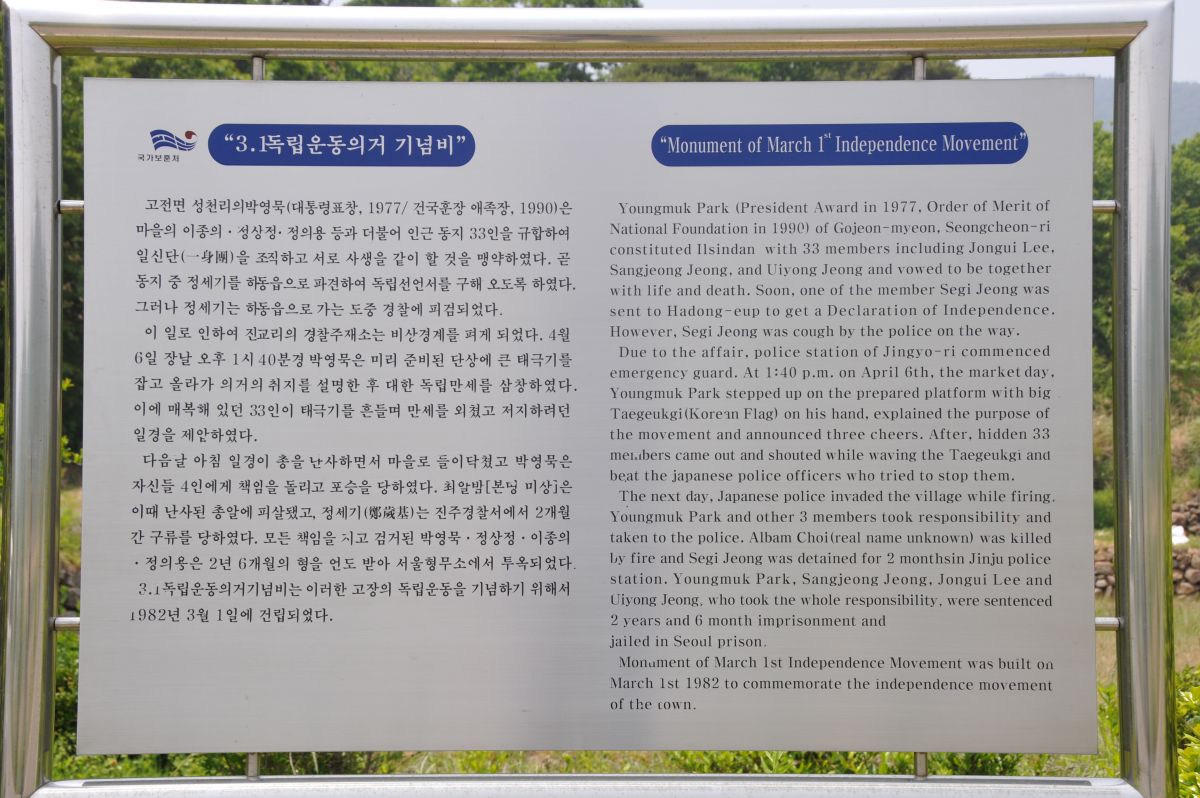 국가보훈처
“3.1독립운동의거 기념비”
고전면 성천리의박영묵(대통령표창, 1977/ 건국훈장 애족장, 1990)은
마을의 이종의·정상정·정의용 등과 더불어 인근 동지 33인을 규합하여
일신단(一身團)을 조직하고 서로 사생을 같이 할 것을 맹약하였다. 곧
동지 중 정세기를 하동읍으로 파견하여 독립선언서를 구해 오도록 하였다.
그러나 정세기는 하동읍으로 가는 도중 경찰에 피검되었다.
이 일로 인하여 진교리의 경찰주재소는 비상경계를 펴게 되었다. 4월
6일 장날 오후 1시 40분경 박영묵은 미리 준비된 단상에 큰 태극기를
잡고 올라가 의거의 취지를 설명한 후 대한 독립만세를 삼창하였다.
이에 매복해 있던 33인이 태극기를 흔들며 만세를 외쳤고 저지하려던
일경을 제압하였다.
다음날 아침 일경이 총을 난사하면서 마을로 들이닥쳤고 박영묵은
자신들 4인에게 책임을 돌리고 포승을 당하였다. 최알밤[본명 미상]은
이때 난사된 총알에 피살됐고, 정세기(鄭歲基)는 진주경찰서에서 2개월
간 구류를 당하였다. 모든 책임을 지고 검거된 박영묵·정상정·이종의
·정의용은 2년 6개월의 형을 언도 받아 서울형무소에서 투옥되었다.
3.1독립운동의거기념비는 이러한 고장의 독립운동을 기념하기 위해서
1982년 3월 1일에 건립되었다.
“Monument of March 1st Independence Movement”
Youngmuk Park (President Award in 1977, Order of Merit of
National Foundation in 1990) of Gojeon-myeon, Seongcheon-ri
constituted Ilsindan with 33 members including Jongui Lee,
Sangjeong Jeong, and Uiyong Jeong and vowed to be together
with life and death. Soon, one of the member Segi Jeong was
sent to Hadong-eup to get a Declaration of Independence.
However, Segi Jeong was cough by the police on the way.
Due to the affair, police station of Jingyo-ri commenced
emergency guard. At 1:40 p.m. on April 6th, the market day,
Youngmuk Park stepped up on the prepared platform with big
Taegeukgi(Korean Flag) on his hand, explained the purpose of
the movement and announced three cheers. After, hidden 33
members came out and shouted while waving the Taegeukgi and
beat the japanese police officers who tried to stop them.
The next day, Japanese police invaded the village while firing.
Youngmuk Park and other 3 members took responsibility and
taken to the police. Albam Choi(real name unknown) was killed
by fire and Segi Jeong was detained for 2 monthsin Jinju police
station. Youngmuk Park, Sangjeong Jeong, Jongui Lee and
Uiyong Jeong, who took the whole responsibility, were sentenced
2 years and 6 month imprisonment and
jailed in Seoul prison.
Monument of March 1st Independence Movement was built on
March 1st 1982 to commemorate the independence movement
of the town.